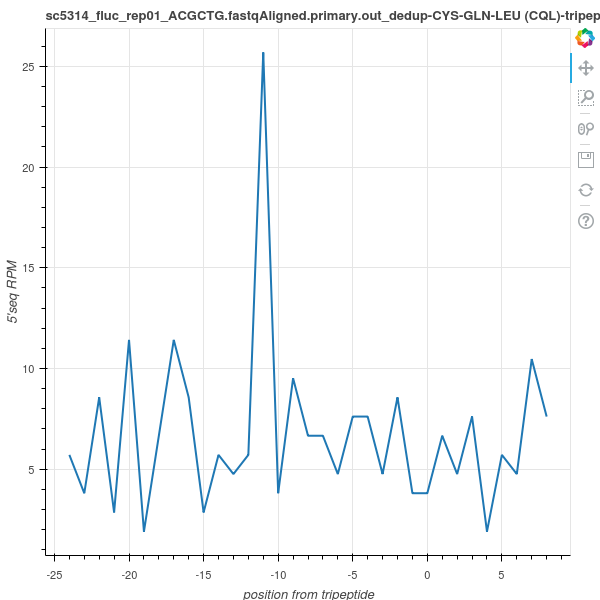 sc5314_fluc_rep01_ACGCTG.fastqAligned.primary.out_dedup-CYS-GLN-LEU (CQL)-tripep
25
20
15
10
5
5'seq RPM
-25 -20 -15 -10 -5 0 5
position from tripeptide